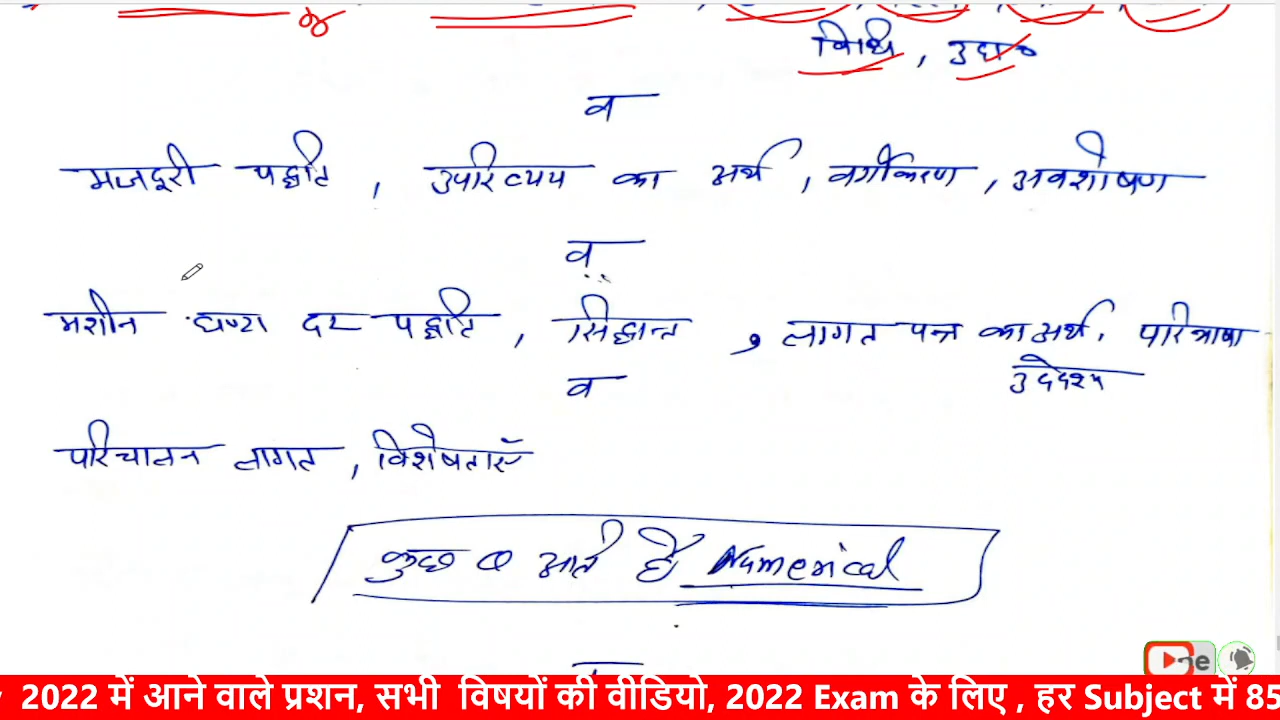 विधि, उदा०
व
मजदूरी पद्धति, उपरिव्यय का अर्थ, वर्गीकरण, अवशोषण
व
मशीन घण्टा दर पद्धति, सिद्धान्त, लागत पत्र का अर्थ, परिभाषा
उद्देश्य
व
परिचालन लागत, विशेषताएँ
कुछ Q आते हैं Numerical
2022 में आने वाले प्रशन, सभी विषयों की वीडियो, 2022 Exam के लिए , हर Subject में 85